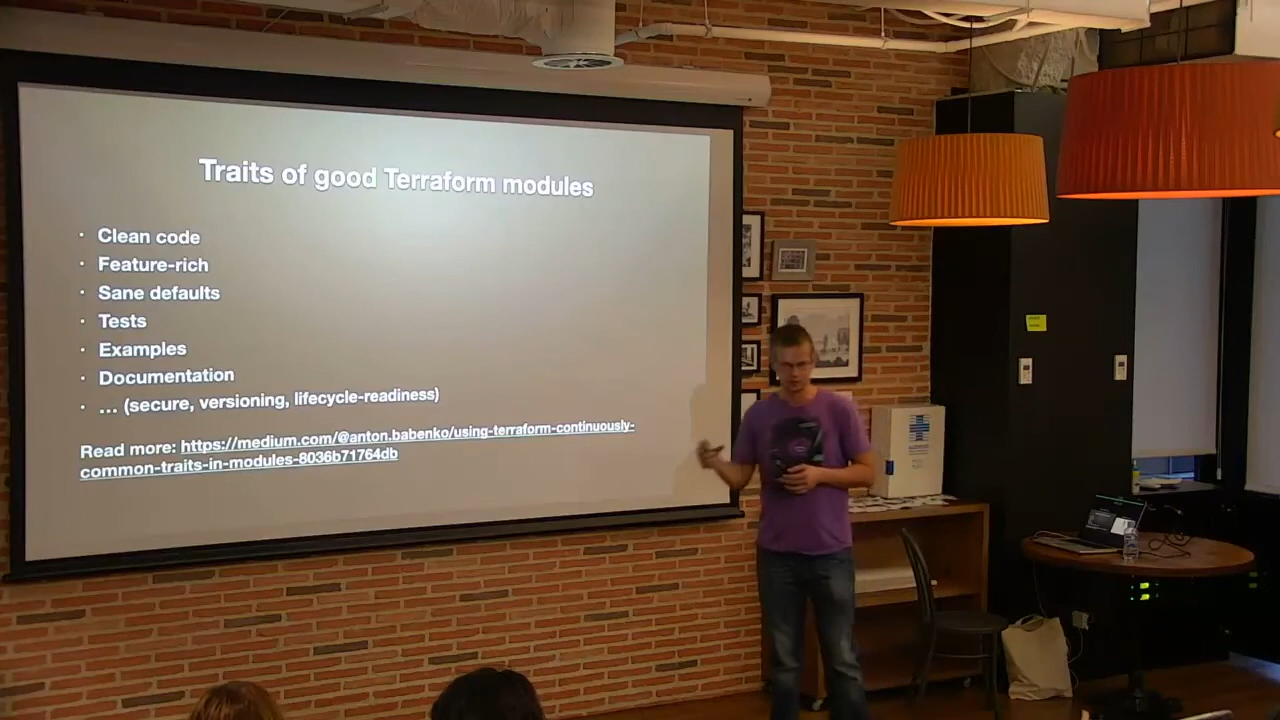 Traits of good Terraform modules
· Clean code
· Feature-rich
· Sane defaults
· Tests
· Examples
· Documentation
· … (secure, versioning, lifecycle-readiness)
Read more: https://medium.com/@anton.babenko/using-terraform-continuously-
common-traits-in-modules-8036b71764db